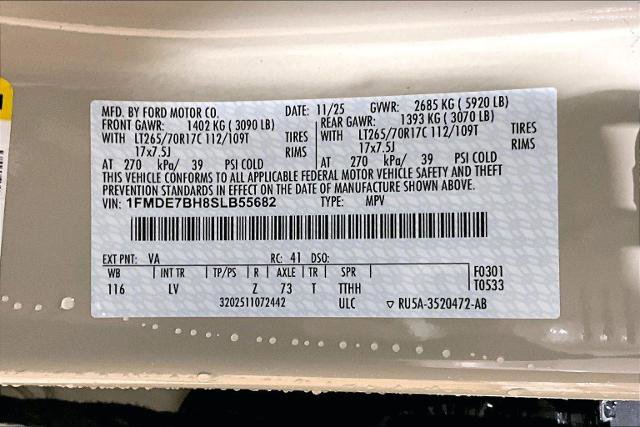 MFD. BY FORD MOTOR CO. DATE: 11/25 GVWR: 2685 KG ( 5920 LB)
FRONT GAWR: 1402 KG ( 3090 LB) REAR GAWR: 1393 KG ( 3070 LB)
WITH LT265/70R17C 112/109T TIRES WITH LT265/70R17C 112/109T TIRES
17x7.5J RIMS 17x7.5J RIMS
AT 270 kPa/ 39 PSI COLD AT 270 kPa/ 39 PSI COLD
THIS VEHICLE CONFORMS TO ALL APPLICABLE FEDERAL MOTOR VEHICLE SAFETY AND THEFT
PREVENTION STANDARDS IN EFFECT ON THE DATE OF MANUFACTURE SHOWN ABOVE.
VIN: 1FMDE7BH8SLB55682 TYPE: MPV
EXT PNT: VA RC: 41 DSO:
WB INT TR TP/PS R AXLE TR SPR F0301
116 LV Z 73 T TTHH T0533
3202511072442 ULC ▽ RU5A-3520472-AB